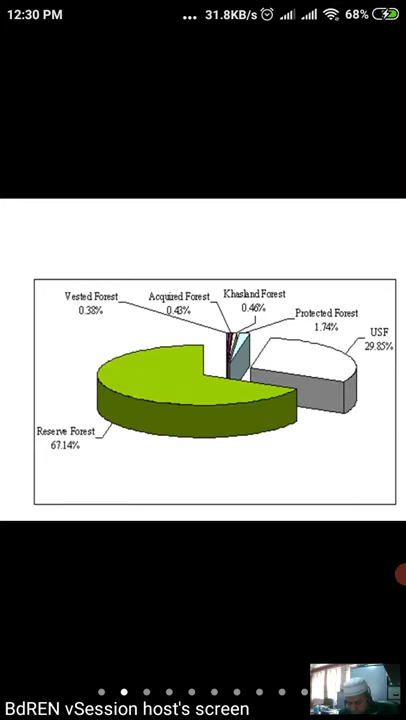 12:30 PM
... 31.8KB/s 68%
Vested Forest
0.38%
Acquired Forest
0.43%
Khasland Forest
0.46%
Protected Forest
1.74%
USF
29.85%
Reserve Forest
67.14%
BdREN vSession host's screen